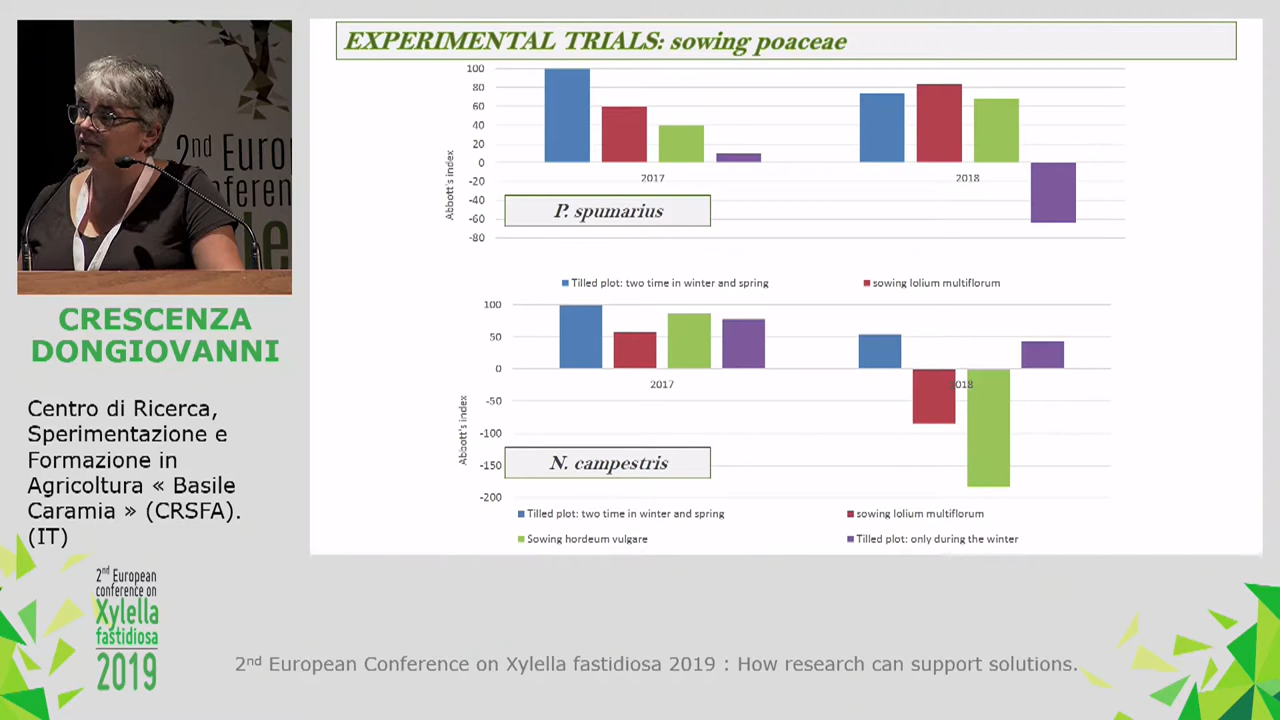 EXPERIMENTAL TRIALS: sowing poaceae
100
80
60
40
20
0
-20
-40
-60
-80
Abbott's index
2017
2018
P. spumarius
Tilled plot: two time in winter and spring
sowing lolium multiflorum
100
50
0
-50
-100
-150
-200
Abbott's index
2017
2018
N. campestris
Tilled plot: two time in winter and spring
sowing lolium multiflorum
Sowing hordeum vulgare
Tilled plot: only during the winter
2nd Euro
onferen
CRESCENZA
DONGIOVANNI
Centro di Ricerca,
Sperimentazione e
Formazione in
Agricoltura « Basile
Caramia » (CRSFA).
(IT)
2nd European
conference on
Xylella
fastidiosa
2019
2nd European Conference on Xylella fastidiosa 2019 : How research can support solutions.